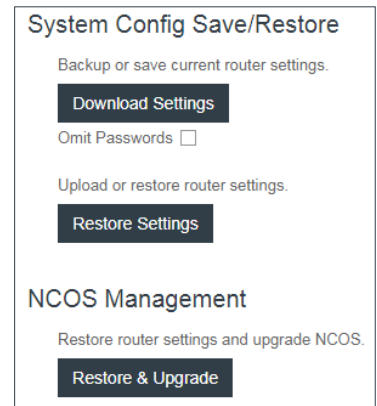 System Config Save/Restore
Backup or save current router settings.
Download Settings
Omit Passwords
Upload or restore router settings.
Restore Settings
NCOS Management
Restore router settings and upgrade NCOS.
Restore & Upgrade